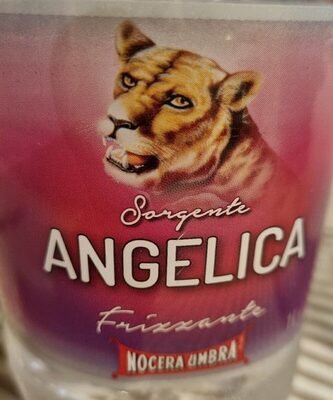 Sorgente
ANGELICA
Frizzante
NOCERA UMBRA